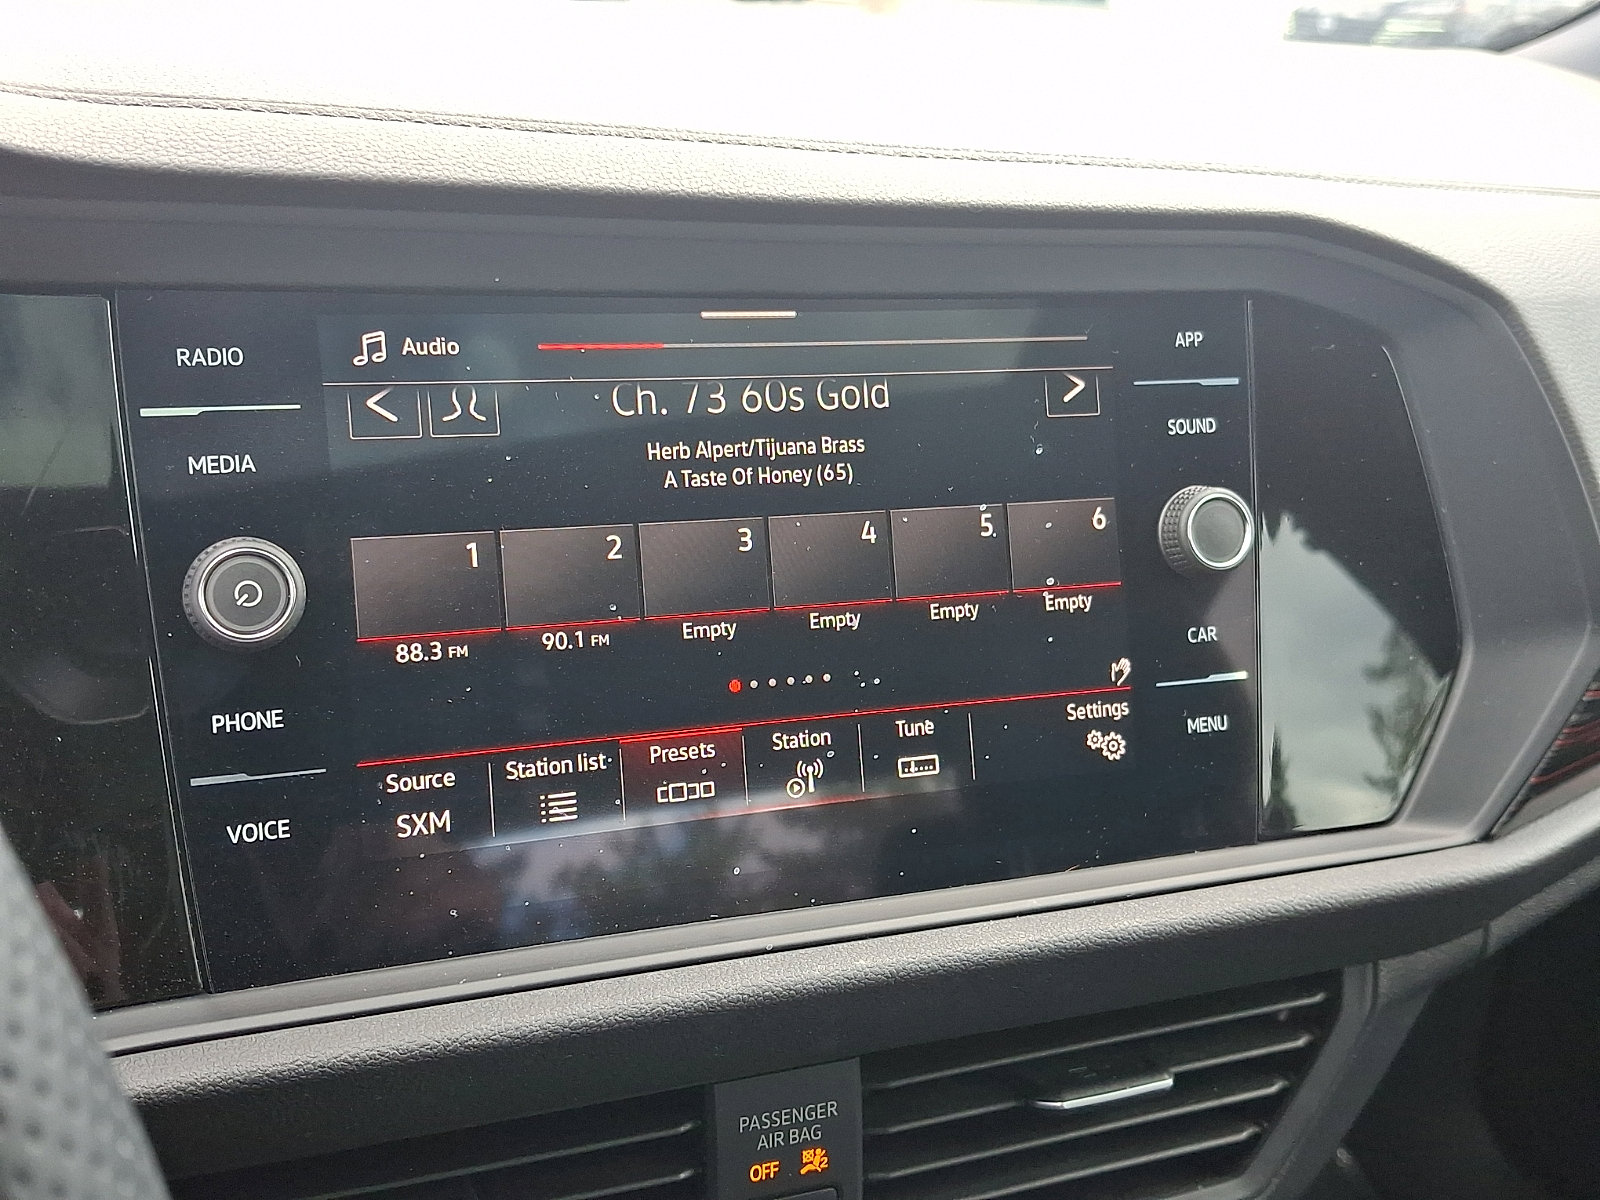 RADIO
MEDIA
PHONE
VOICE
Audio
Ch. 73 60s Gold
Herb Alpert/Tijuana Brass
A Taste Of Honey (65)
1 2 3 4 5 6
88.3 FM 90.1 FM Empty Empty Empty Empty
Source Station list Presets Station Tune Settings
SXM
APP
SOUND
CAR
MENU
PASSENGER
AIR BAG
OFF 2